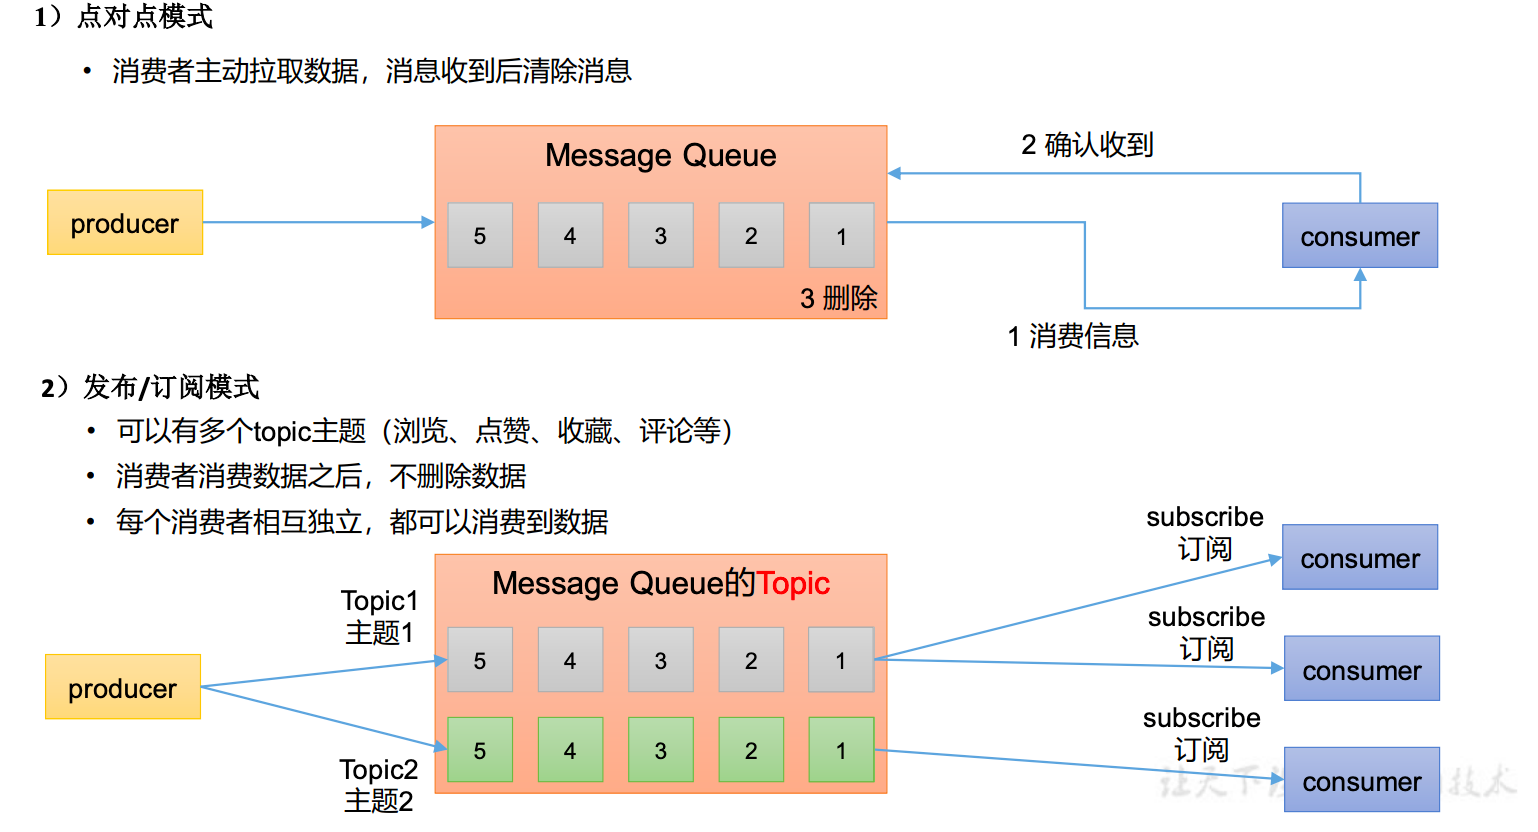 1）点对点模式
• 消费者主动拉取数据，消息收到后清除消息
Message Queue
2 确认收到
producer
5 4 3 2 1
consumer
3 删除
1 消费信息
2）发布/订阅模式
• 可以有多个topic主题（浏览、点赞、收藏、评论等）
• 消费者消费数据之后，不删除数据
• 每个消费者相互独立，都可以消费到数据
subscribe
订阅
consumer
Message Queue的Topic
Topic1
主题1
5 4 3 2 1
subscribe
订阅
consumer
producer
5 4 3 2 1
subscribe
订阅
consumer
Topic2
主题2
让天下 技术